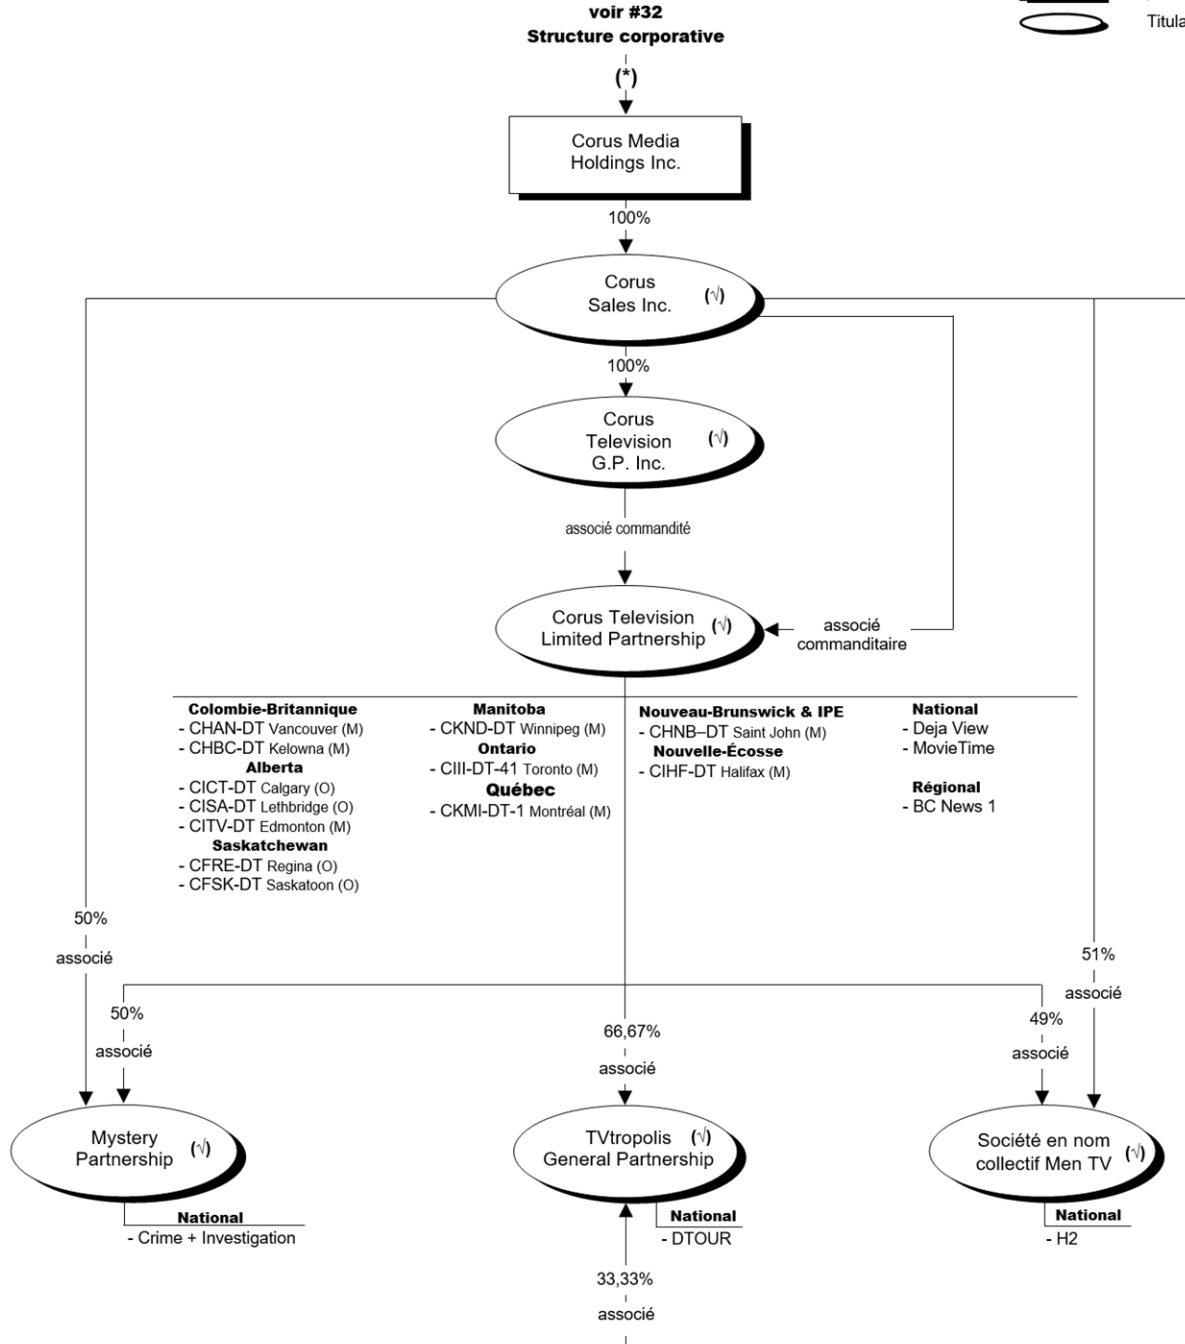 voir #32
Structure corporative
Titula
(*)
Corus Media
Holdings Inc.
100%
Corus
Sales Inc. (√)
100%
Corus
Television (√)
G.P. Inc.
associé commandité
Corus Television
Limited Partnership (√)
associé
commanditaire
Colombie-Britannique
- CHAN-DT Vancouver (M)
- CHBC-DT Kelowna (M)
Alberta
- CICT-DT Calgary (O)
- CISA-DT Lethbridge (O)
- CITV-DT Edmonton (M)
Saskatchewan
- CFRE-DT Regina (O)
- CFSK-DT Saskatoon (O)
Manitoba
- CKND-DT Winnipeg (M)
Ontario
- CIII-DT-41 Toronto (M)
Québec
- CKMI-DT-1 Montréal (M)
Nouveau-Brunswick & IPE
- CHNB–DT Saint John (M)
Nouvelle-Écosse
- CIHF-DT Halifax (M)
National
- Deja View
- MovieTime
Régional
- BC News 1
50%
associé
50%
associé
66,67%
associé
49%
associé
51%
associé
Mystery
Partnership (√)
National
- Crime + Investigation
TVtropolis (√)
General Partnership
National
- DTOUR
Société en nom
collectif Men TV (√)
National
- H2
33,33%
associé